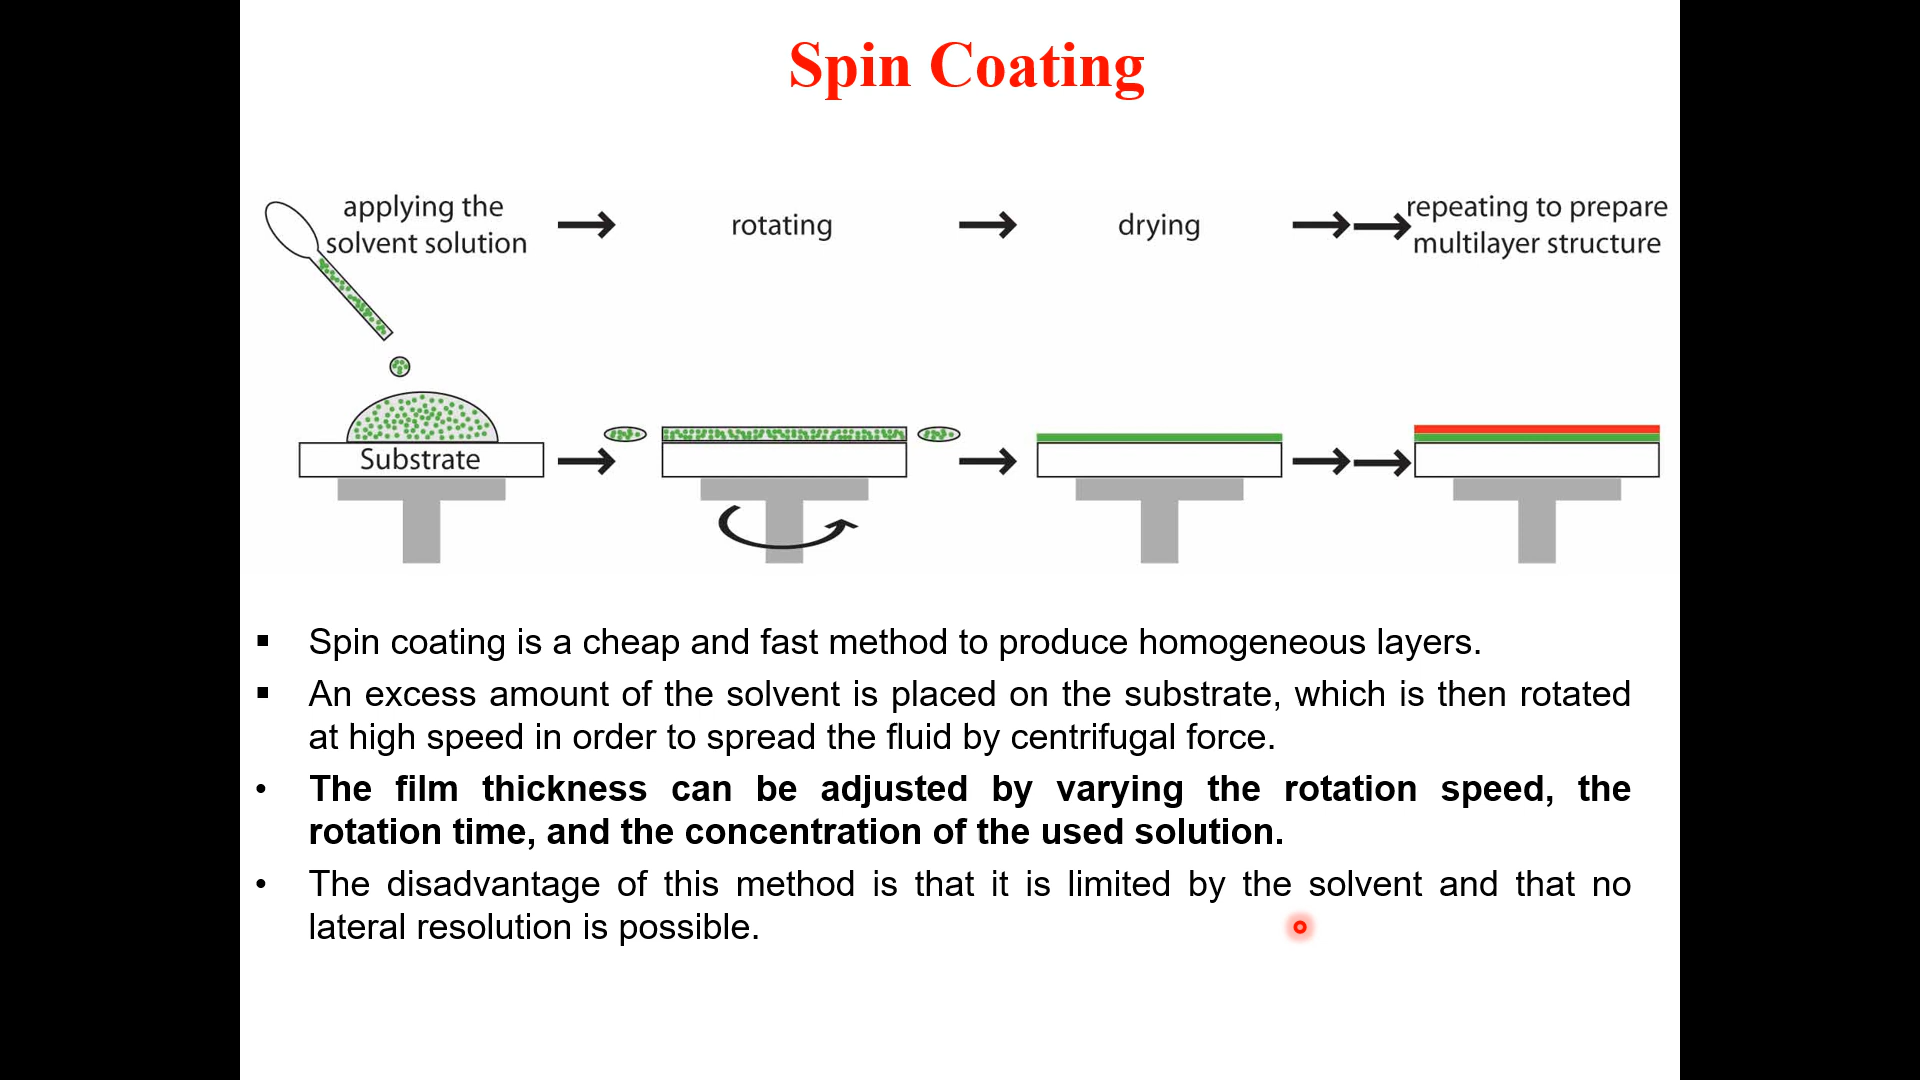 Spin Coating
applying the
solvent solution
rotating
drying
repeating to prepare
multilayer structure
Substrate
▪ Spin coating is a cheap and fast method to produce homogeneous layers.
▪ An excess amount of the solvent is placed on the substrate, which is then rotated
at high speed in order to spread the fluid by centrifugal force.
• The film thickness can be adjusted by varying the rotation speed, the
rotation time, and the concentration of the used solution.
• The disadvantage of this method is that it is limited by the solvent and that no
lateral resolution is possible.